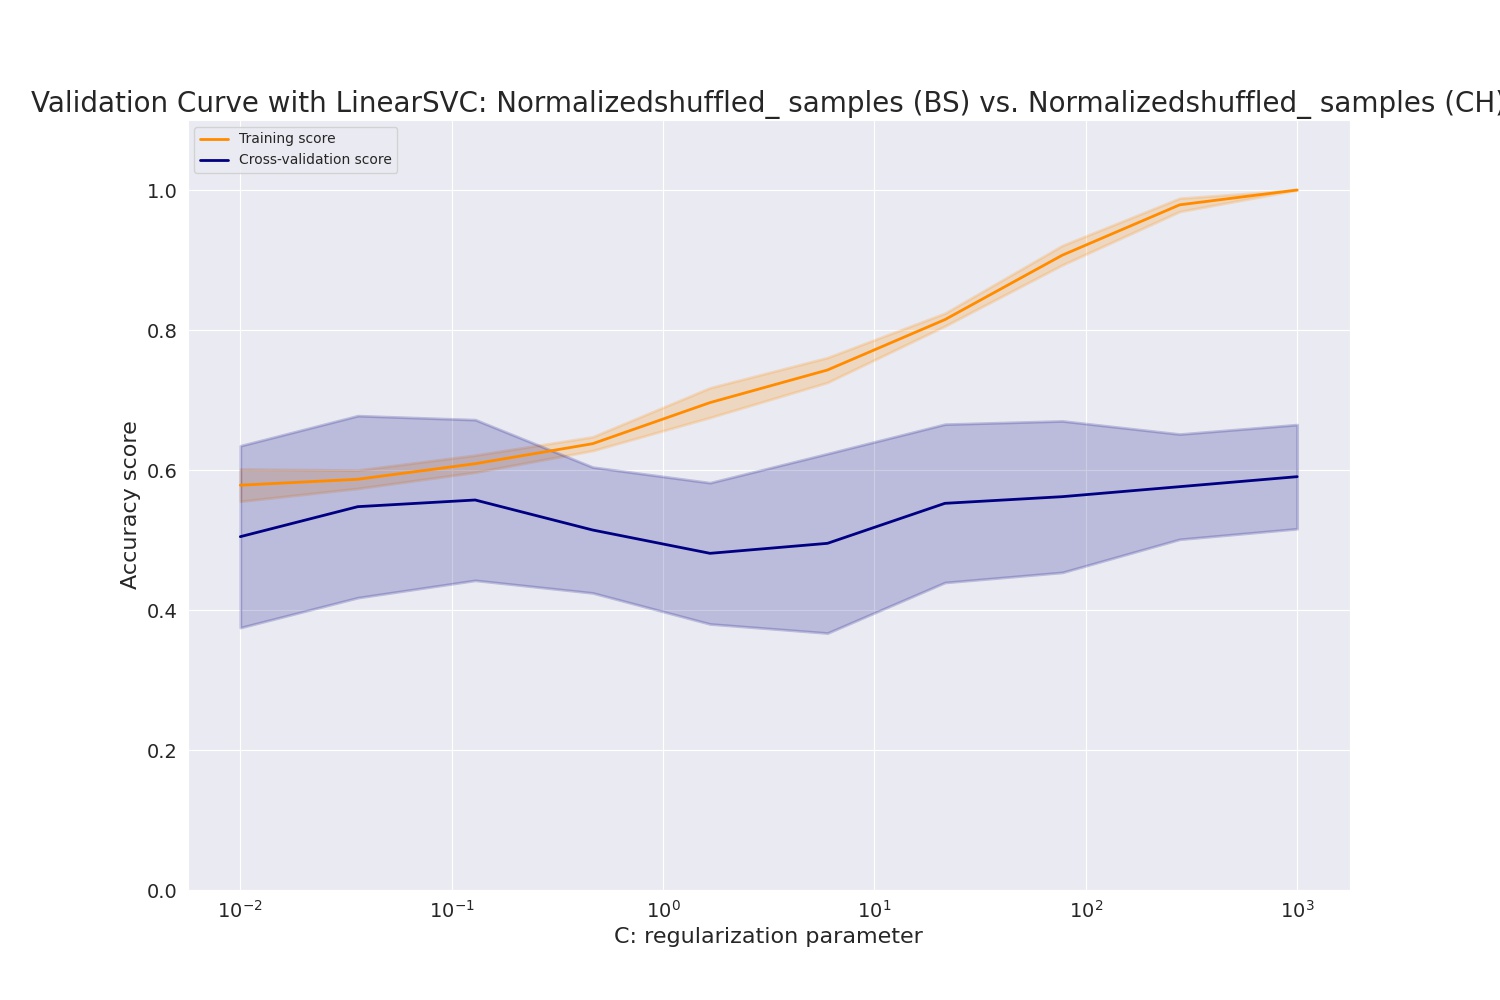 Validation Curve with LinearSVC: Normalizedshuffled_ samples (BS) vs. Normalizedshuffled_ samples (CH)
Training score
Cross-validation score
1.0
0.8
0.6
0.4
0.2
0.0
Accuracy score
10⁻²
10⁻¹
10⁰
10¹
10²
10³
C: regularization parameter